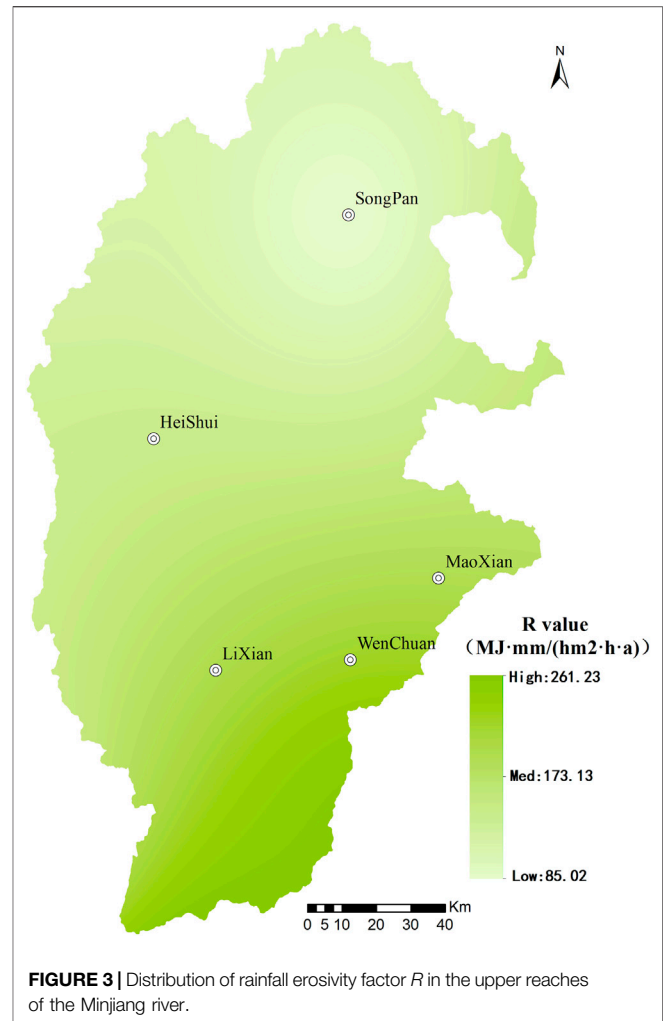 N
SongPan
HeiShui
MaoXian
R value
（MJ·mm/(hm2·h·a)）
WenChuan
LiXian
High:261.23
Med:173.13
Low:85.02
Km
0 5 10 20 30 40
FIGURE 3 | Distribution of rainfall erosivity factor R in the upper reaches
of the Minjiang river.